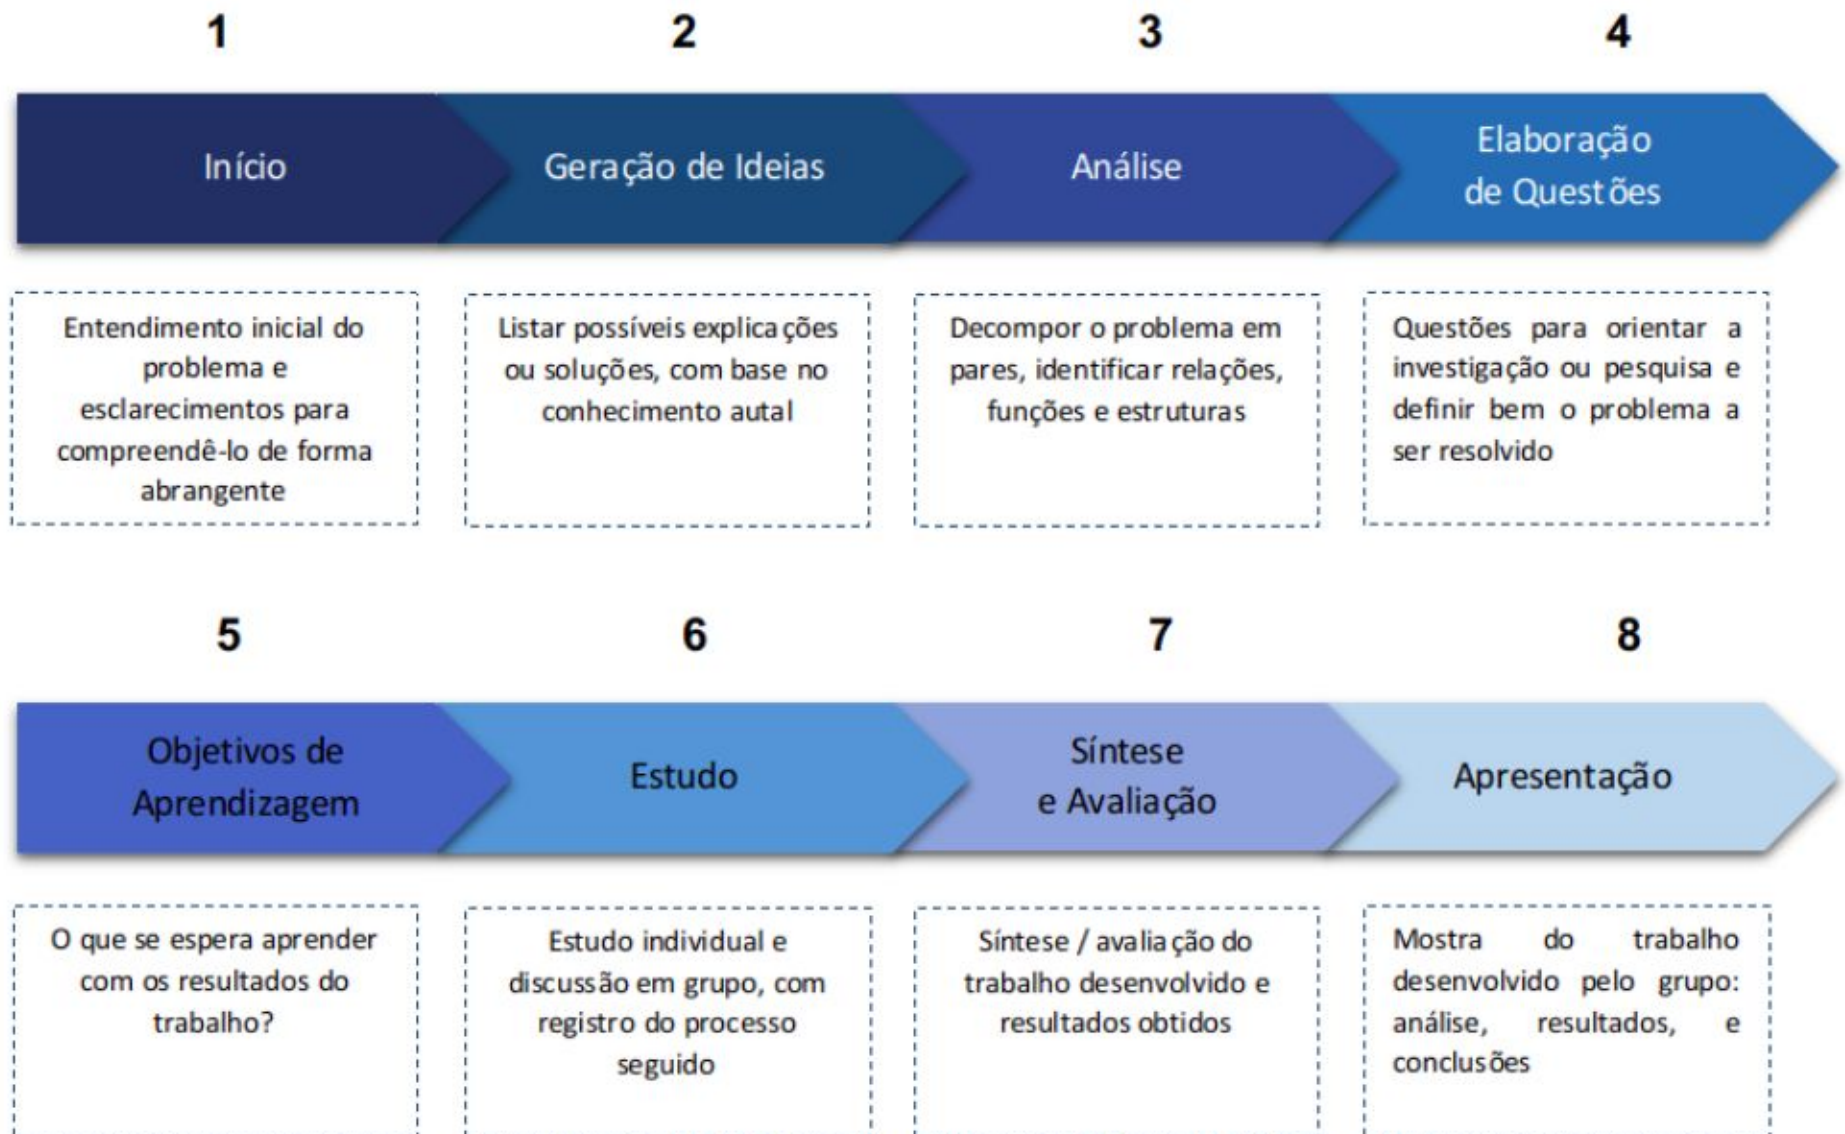 1
2
3
4
Início
Geração de Ideias
Análise
Elaboração
de Questões
Entendimento inicial do
problema e
esclarecimentos para
compreendê-lo de forma
abrangente
Listar possíveis explicações
ou soluções, com base no
conhecimento autal
Decompor o problema em
pares, identificar relações,
funções e estruturas
Questões para orientar a
investigação ou pesquisa e
definir bem o problema a
ser resolvido
5
6
7
8
Objetivos de
Aprendizagem
Estudo
Síntese
e Avaliação
Apresentação
O que se espera aprender
com os resultados do
trabalho?
Estudo individual e
discussão em grupo, com
registro do processo
seguido
Síntese / avaliação do
trabalho desenvolvido e
resultados obtidos
Mostra do trabalho
desenvolvido pelo grupo:
análise, resultados, e
conclusões